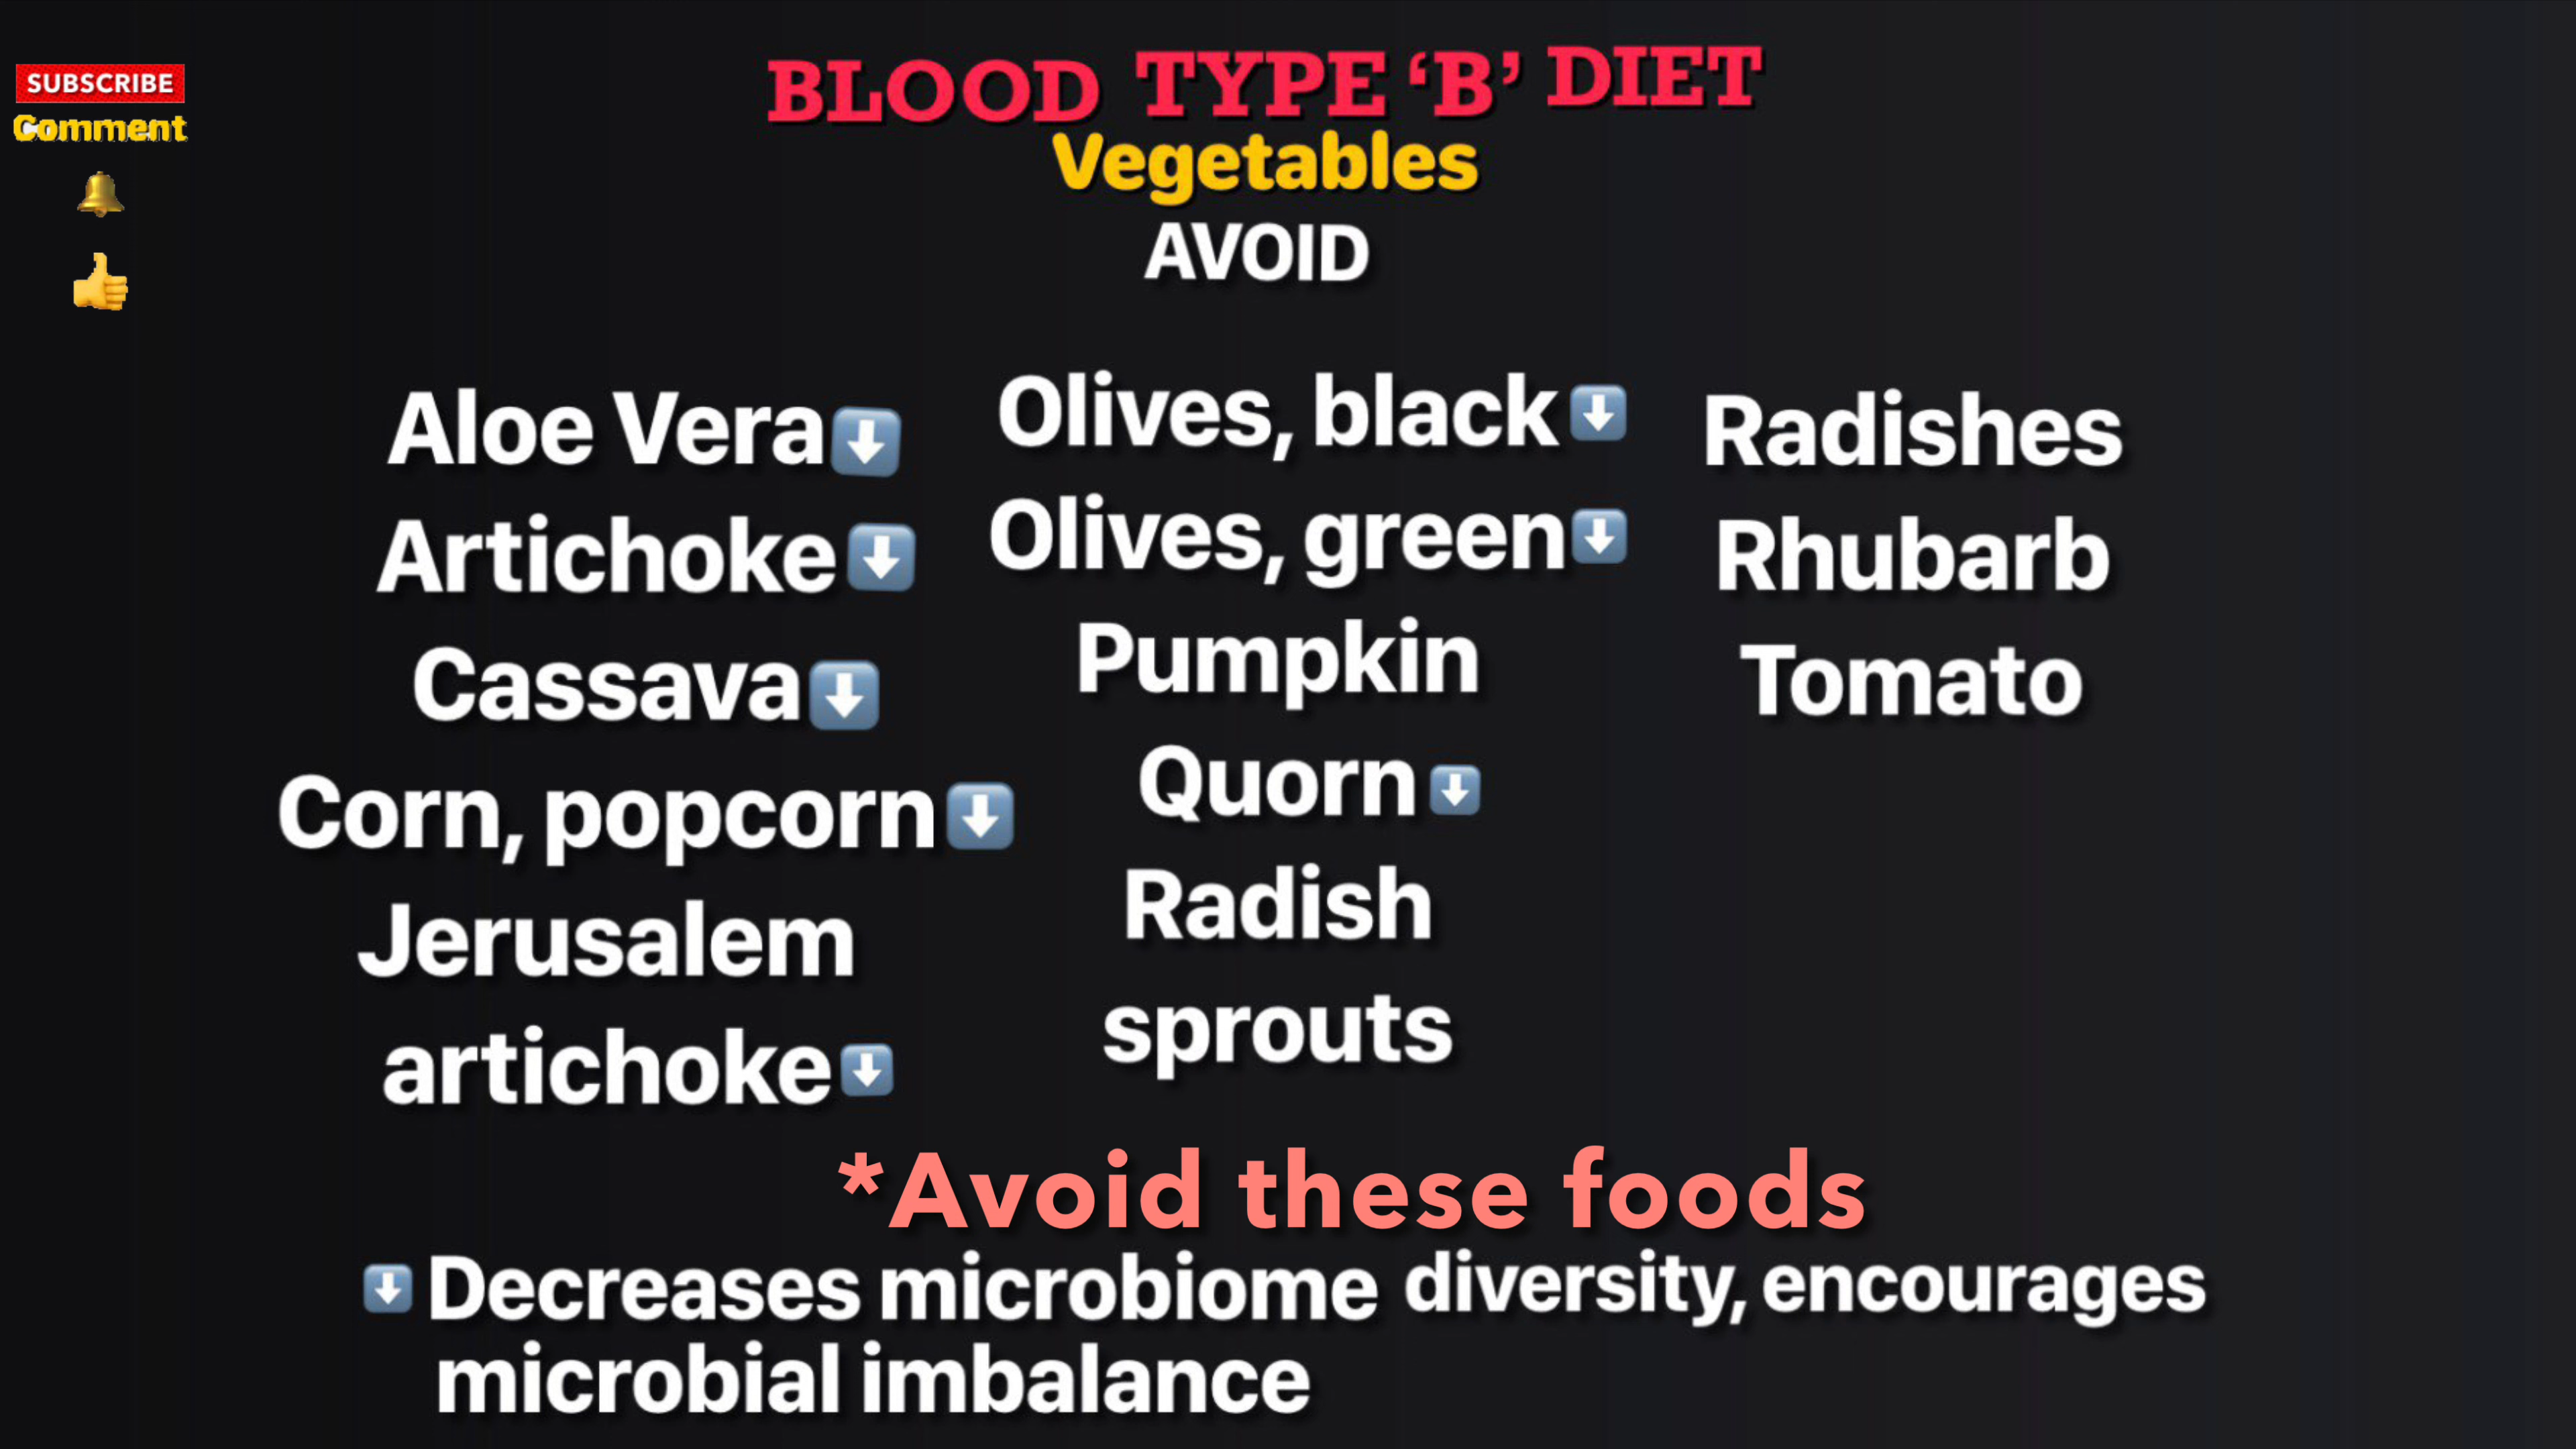 SUBSCRIBE
Comment
BLOOD TYPE ‘B’ DIET
Vegetables
AVOID
Aloe Vera⬇️
Artichoke⬇️
Cassava⬇️
Corn, popcorn⬇️
Jerusalem
artichoke⬇️
Olives, black⬇️
Olives, green⬇️
Pumpkin
Quorn⬇️
Radish
sprouts
Radishes
Rhubarb
Tomato
*Avoid these foods
⬇️Decreases microbiome diversity, encourages
microbial imbalance